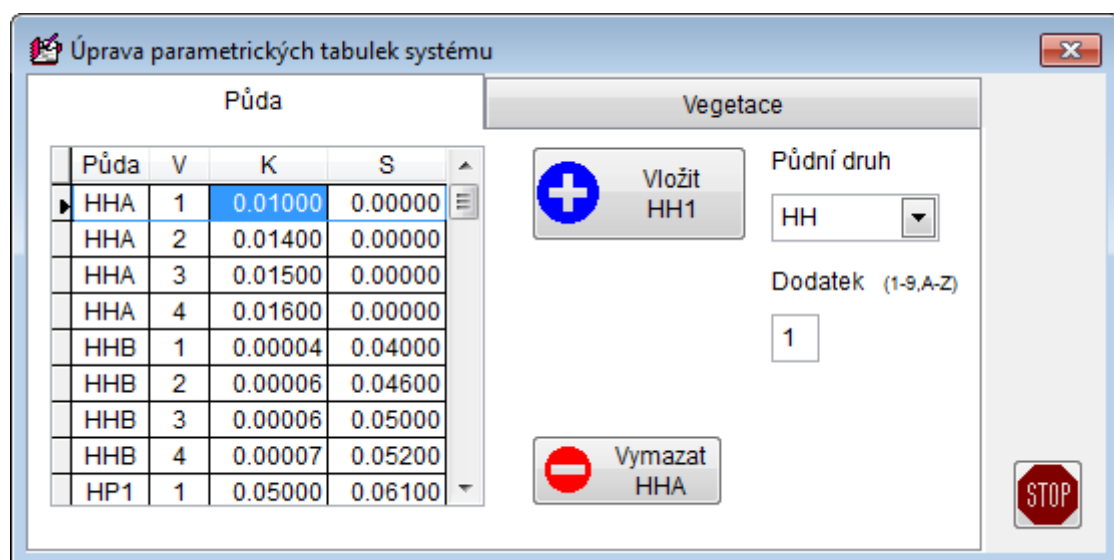 Úprava parametrických tabulek systému
Půda
Vegetace
Půda V K S
HHA 1 0.01000 0.00000
HHA 2 0.01400 0.00000
HHA 3 0.01500 0.00000
HHA 4 0.01600 0.00000
HHB 1 0.00004 0.04000
HHB 2 0.00006 0.04600
HHB 3 0.00006 0.05000
HHB 4 0.00007 0.05200
HP1 1 0.05000 0.06100
Vložit
HH1
Půdní druh
HH
Dodatek (1-9,A-Z)
1
Vymazat
HHA
STOP